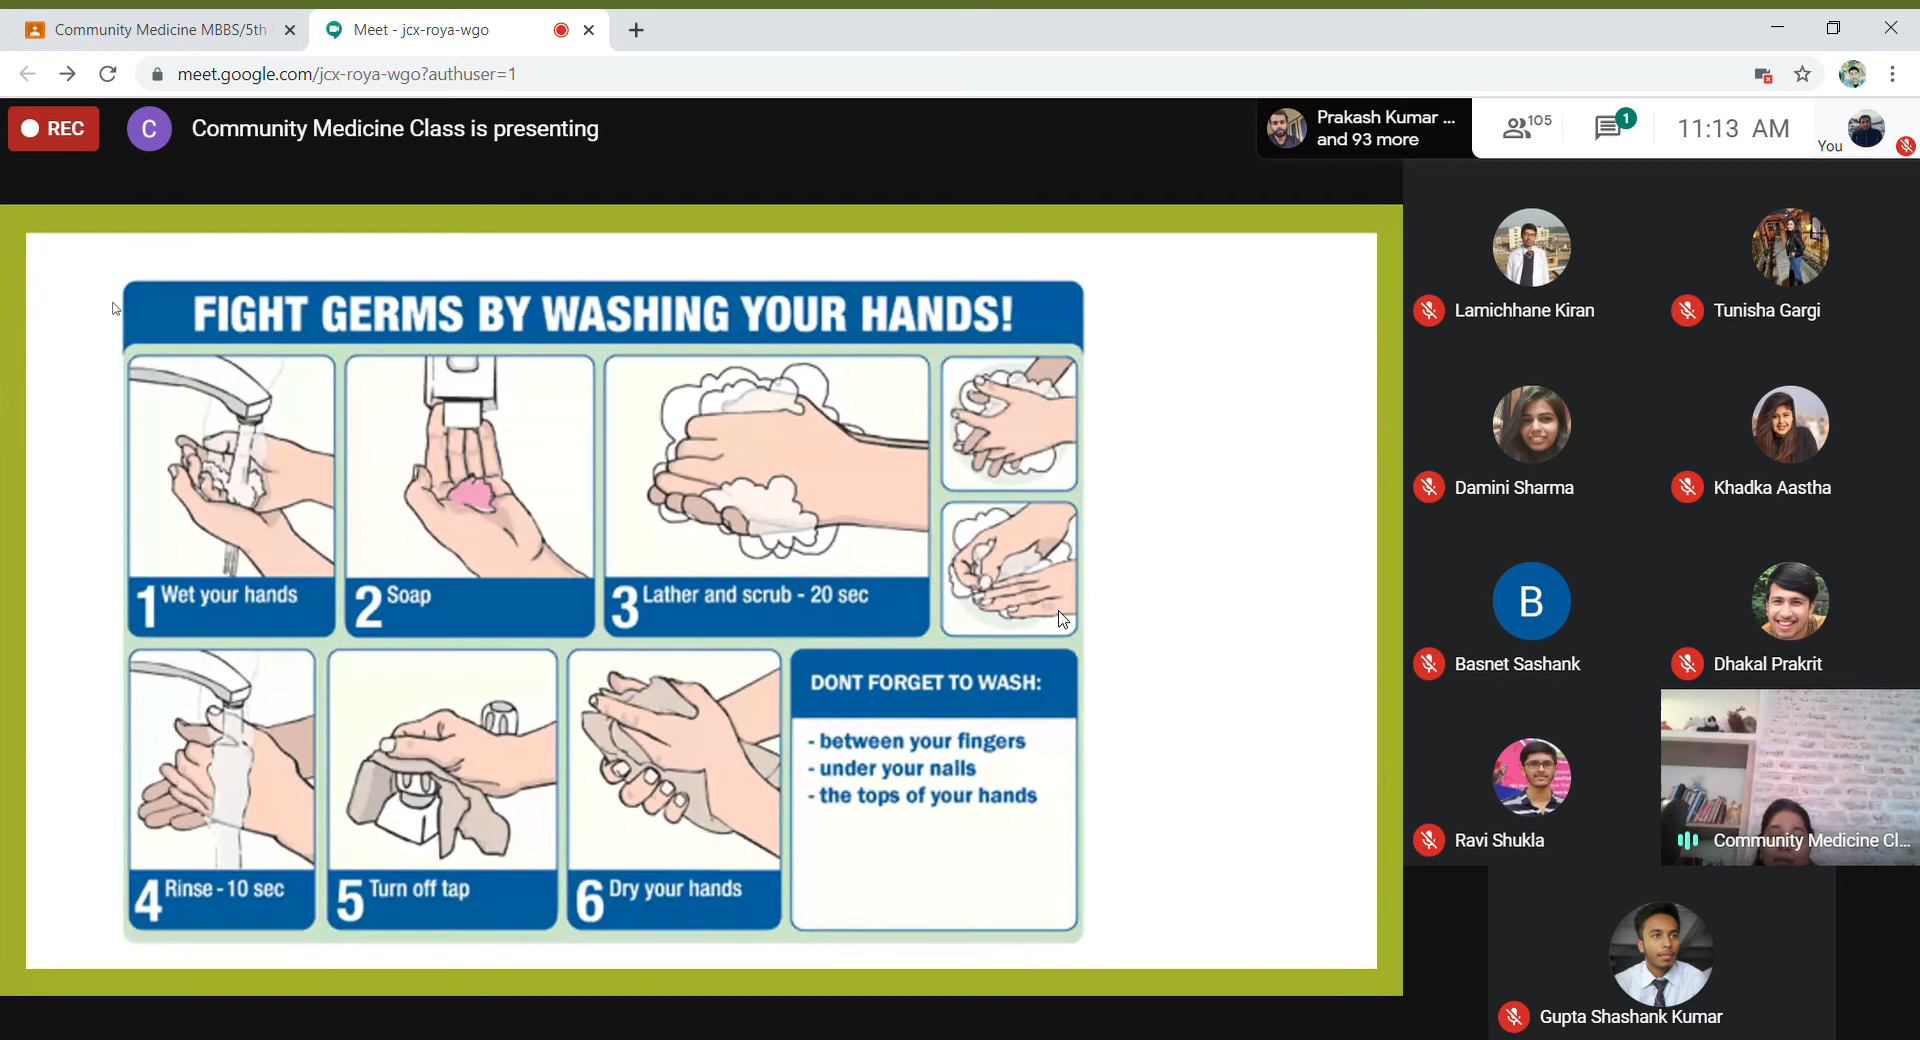 Community Medicine MBBS/5th
Meet - jcx-roya-wgo
meet.google.com/jcx-roya-wgo?authuser=1
REC
C
Community Medicine Class is presenting
Prakash Kumar ...
and 93 more
105
1
11:13 AM
You
FIGHT GERMS BY WASHING YOUR HANDS!
1 Wet your hands
2 Soap
3 Lather and scrub - 20 sec
4 Rinse - 10 sec
5 Turn off tap
6 Dry your hands
DONT FORGET TO WASH:
- between your fingers
- under your nails
- the tops of your hands
Lamichhane Kiran
Tunisha Gargi
Damini Sharma
Khadka Aastha
B
Basnet Sashank
Dhakal Prakrit
Ravi Shukla
Community Medicine Cl...
Gupta Shashank Kumar